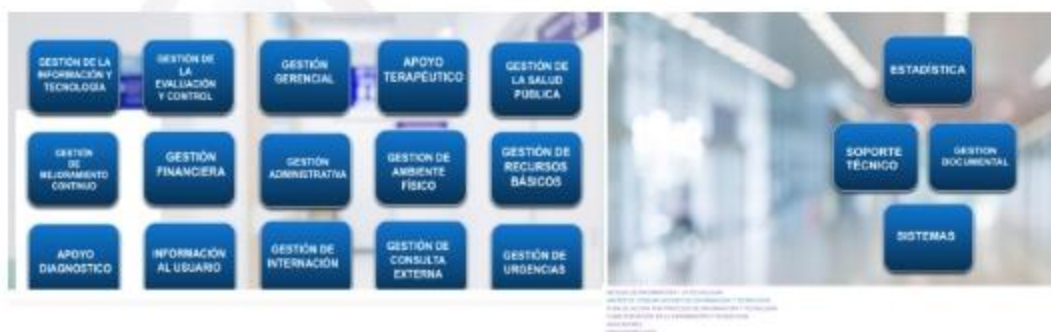 GESTIÓN DE LA
INFORMACIÓN Y
TECNOLOGÍA
GESTIÓN DE
LA
EVALUACIÓN
Y CONTROL
GESTIÓN
GERENCIAL
APOYO
TERAPÉUTICO
GESTIÓN DE
LA SALUD
PÚBLICA
GESTIÓN
DE
MEJORAMIENTO
CONTINUO
GESTIÓN
FINANCIERA
GESTIÓN
ADMINISTRATIVA
GESTION DE
AMBIENTE
FÍSICO
GESTIÓN DE
RECURSOS
BÁSICOS
APOYO
DIAGNOSTICO
INFORMACIÓN
AL USUARIO
GESTIÓN DE
INTERNACIÓN
GESTIÓN DE
CONSULTA
EXTERNA
GESTIÓN DE
URGENCIAS
ESTADÍSTICA
SOPORTE
TÉCNICO
GESTION
DOCUMENTAL
SISTEMAS